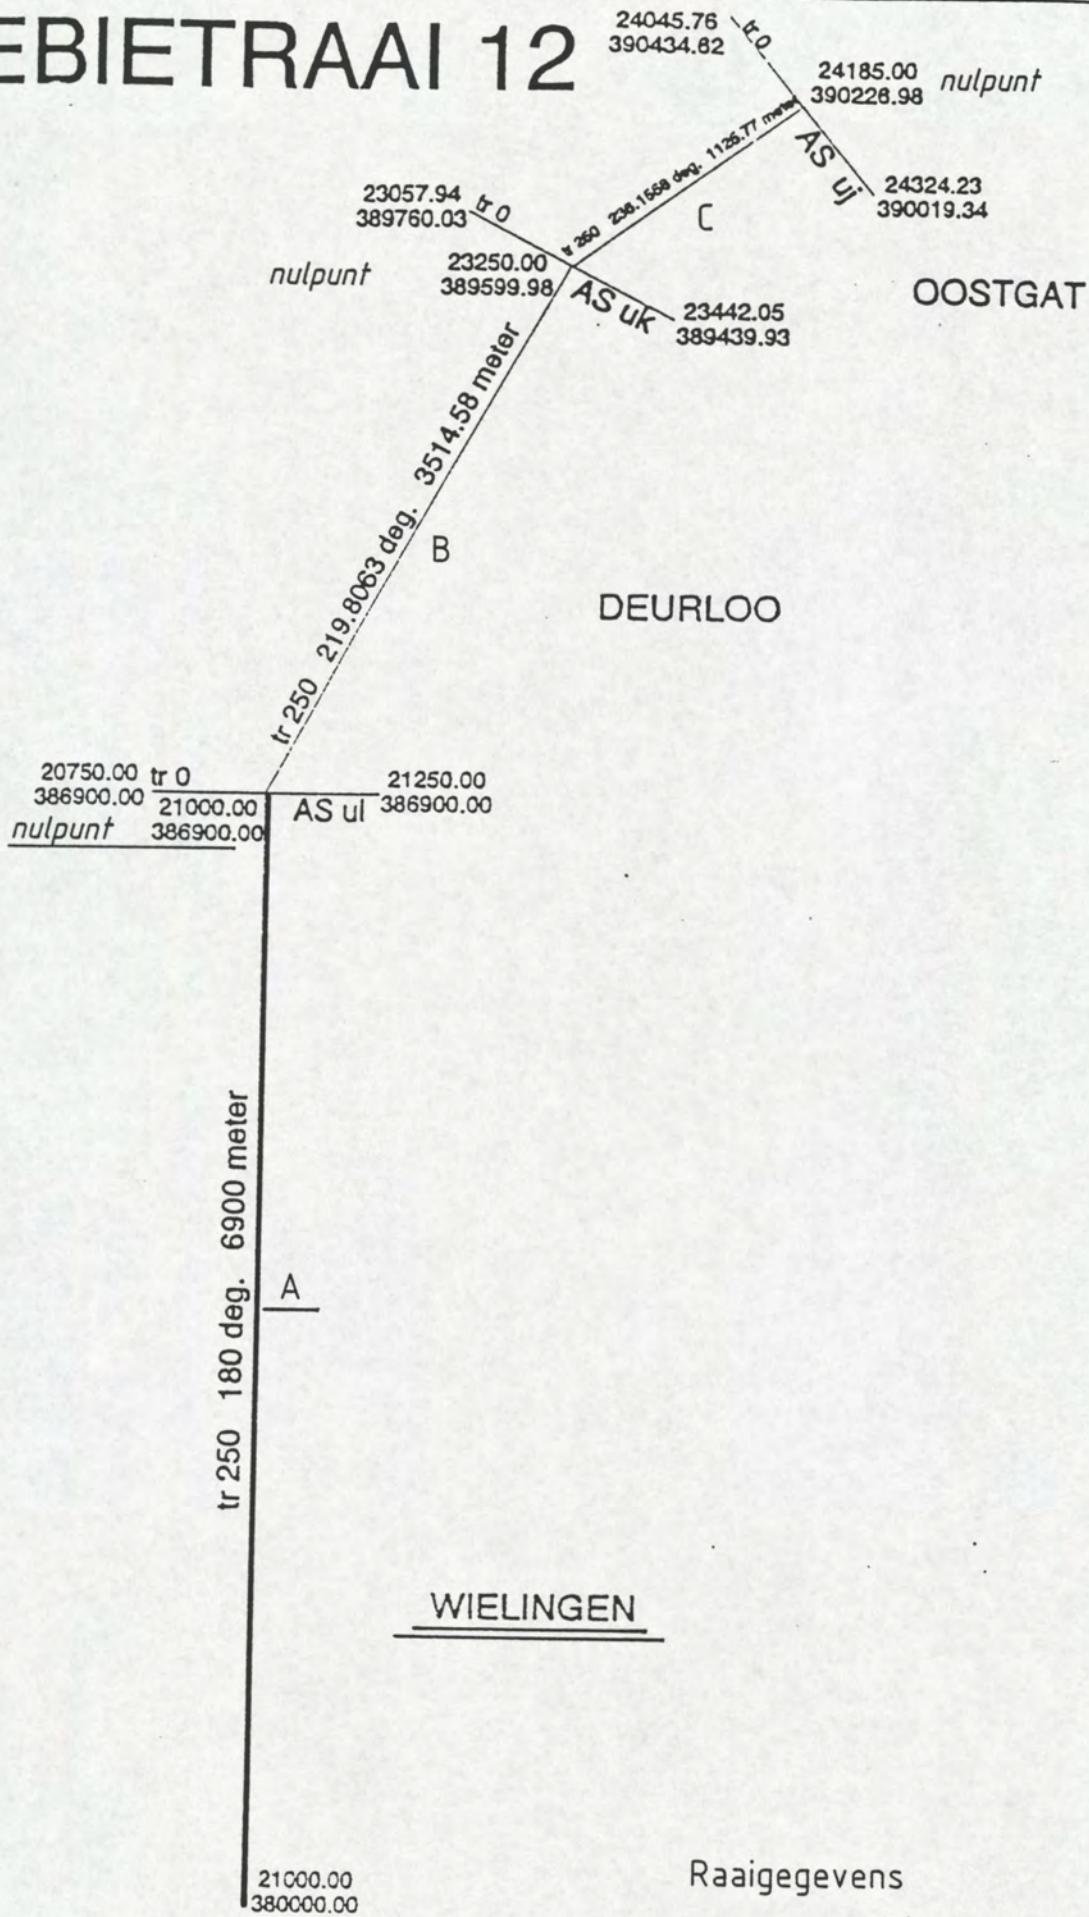 EBIETRAAI 12
24045.76
390434.62
tr 0
24185.00
390226.98
nulpunt
AS uj
24324.23
390019.34
tr 250 236.1558 deg. 1125.77 meter
C
23057.94
389760.03
tr 0
nulpunt
23250.00
389599.98
AS uk
23442.05
389439.93
OOSTGAT
tr 250 219.8063 deg. 3514.58 meter
B
DEURLOO
20750.00
386900.00
tr 0
nulpunt
21000.00
386900.00
AS ul
21250.00
386900.00
tr 250 180 deg. 6900 meter
A
WIELINGEN
21000.00
380000.00
Raaigegevens